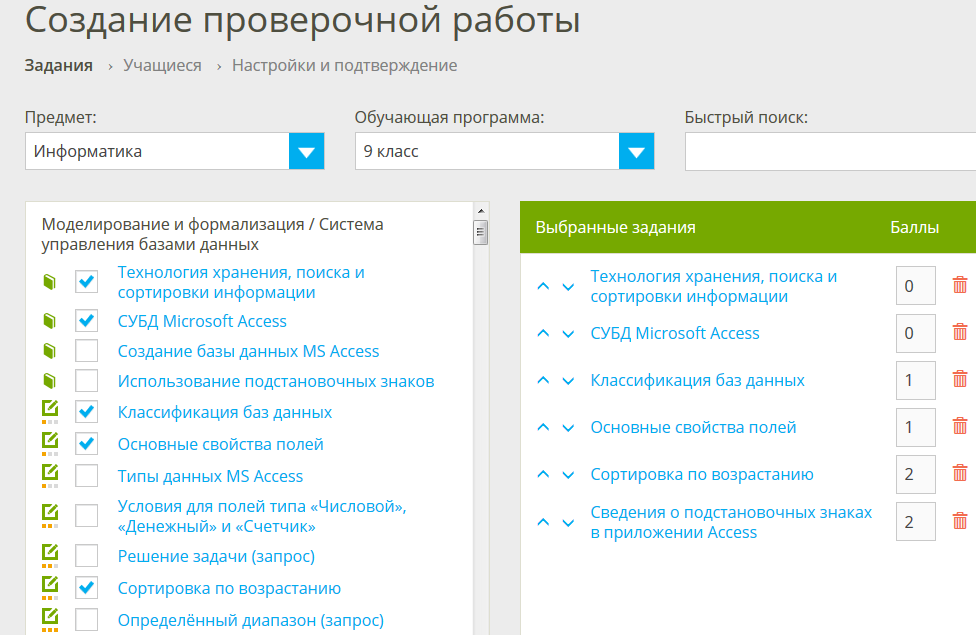 Создание проверочной работы
Задания › Учащиеся › Настройки и подтверждение
Предмет:
Информатика
Обучающая программа:
9 класс
Быстрый поиск:
Моделирование и формализация / Система
управления базами данных
Технология хранения, поиска и
сортировки информации
СУБД Microsoft Access
Создание базы данных MS Access
Использование подстановочных знаков
Классификация баз данных
Основные свойства полей
Типы данных MS Access
Условия для полей типа «Числовой»,
«Денежный» и «Счетчик»
Решение задачи (запрос)
Сортировка по возрастанию
Определённый диапазон (запрос)
Выбранные задания Баллы
Технология хранения, поиска и
сортировки информации
0
СУБД Microsoft Access 0
Классификация баз данных 1
Основные свойства полей 1
Сортировка по возрастанию 2
Сведения о подстановочных знаках
в приложении Access
2